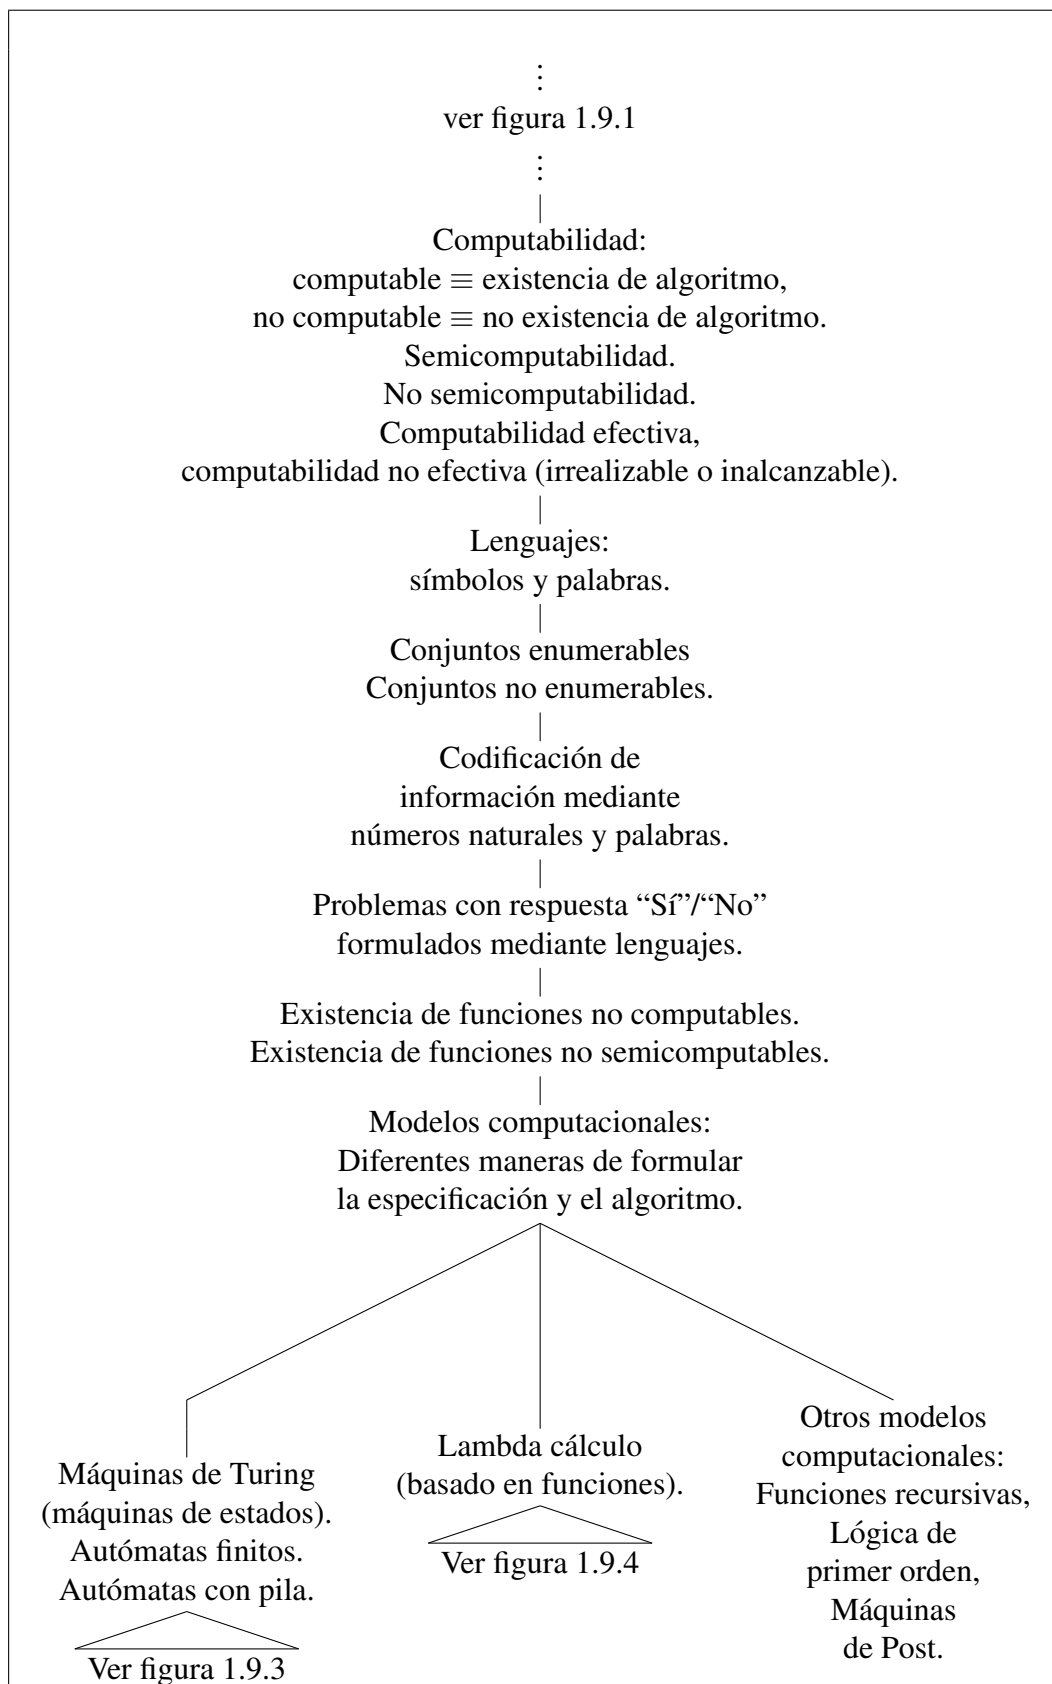 ⋮
ver figura 1.9.1
⋮
Computabilidad:
computable ≡ existencia de algoritmo,
no computable ≡ no existencia de algoritmo.
Semicomputabilidad.
No semicomputabilidad.
Computabilidad efectiva,
computabilidad no efectiva (irrealizable o inalcanzable).
Lenguajes:
símbolos y palabras.
Conjuntos enumerables
Conjuntos no enumerables.
Codificación de
información mediante
números naturales y palabras.
Problemas con respuesta “Sí”/“No”
formulados mediante lenguajes.
Existencia de funciones no computables.
Existencia de funciones no semicomputables.
Modelos computacionales:
Diferentes maneras de formular
la especificación y el algoritmo.
Máquinas de Turing
(máquinas de estados).
Autómatas finitos.
Autómatas con pila.
Ver figura 1.9.3
Lambda cálculo
(basado en funciones).
Ver figura 1.9.4
Otros modelos
computacionales:
Funciones recursivas,
Lógica de
primer orden,
Máquinas
de Post.